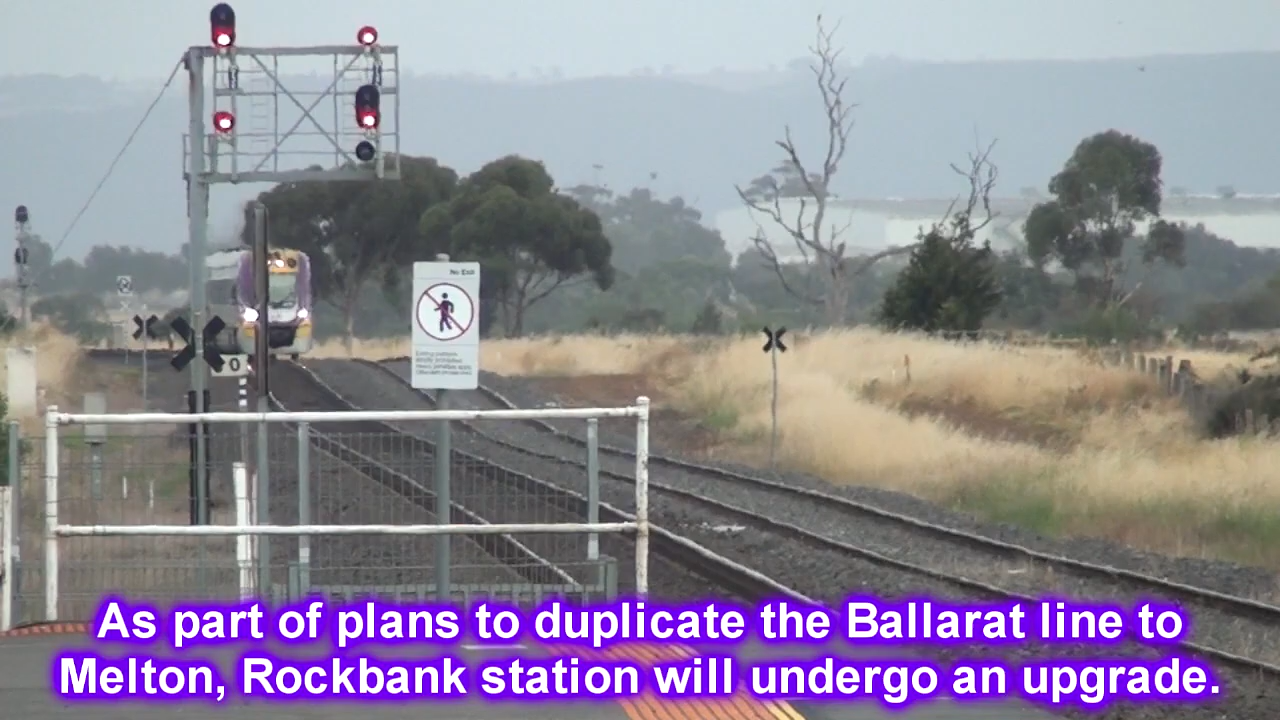 No Exit
0
As part of plans to duplicate the Ballarat line to
Melton, Rockbank station will undergo an upgrade.